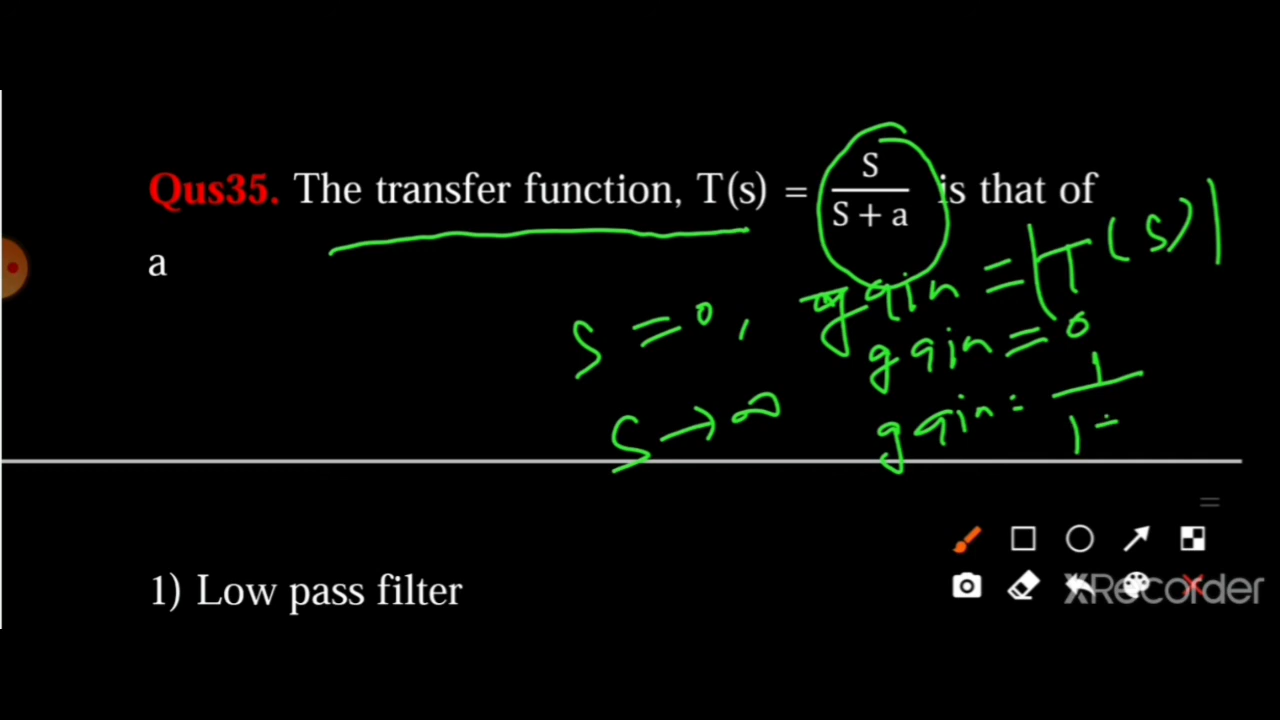 Qus35. The transfer function, T(s) = S / (S + a) is that of
a
gain = |T(s)|
S = 0, gain = 0
S → ∞ gain = 1 / 1 +
1) Low pass filter
XRecorder